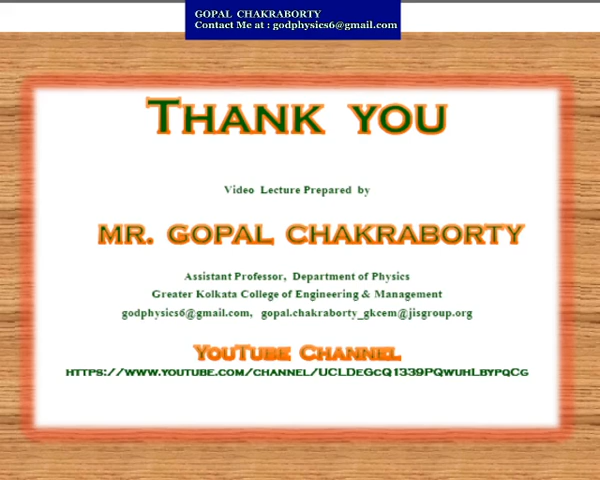 GOPAL CHAKRABORTY
Contact Me at : godphysics6@gmail.com
THANK YOU
Video Lecture Prepared by
MR. GOPAL CHAKRABORTY
Assistant Professor, Department of Physics
Greater Kolkata College of Engineering & Management
godphysics6@gmail.com, gopal.chakraborty_gkcem@jisgroup.org
YOUTUBE CHANNEL
HTTPS://WWW.YOUTUBE.COM/CHANNEL/UCLDEGCQ1339PQWUHLBYPQCG